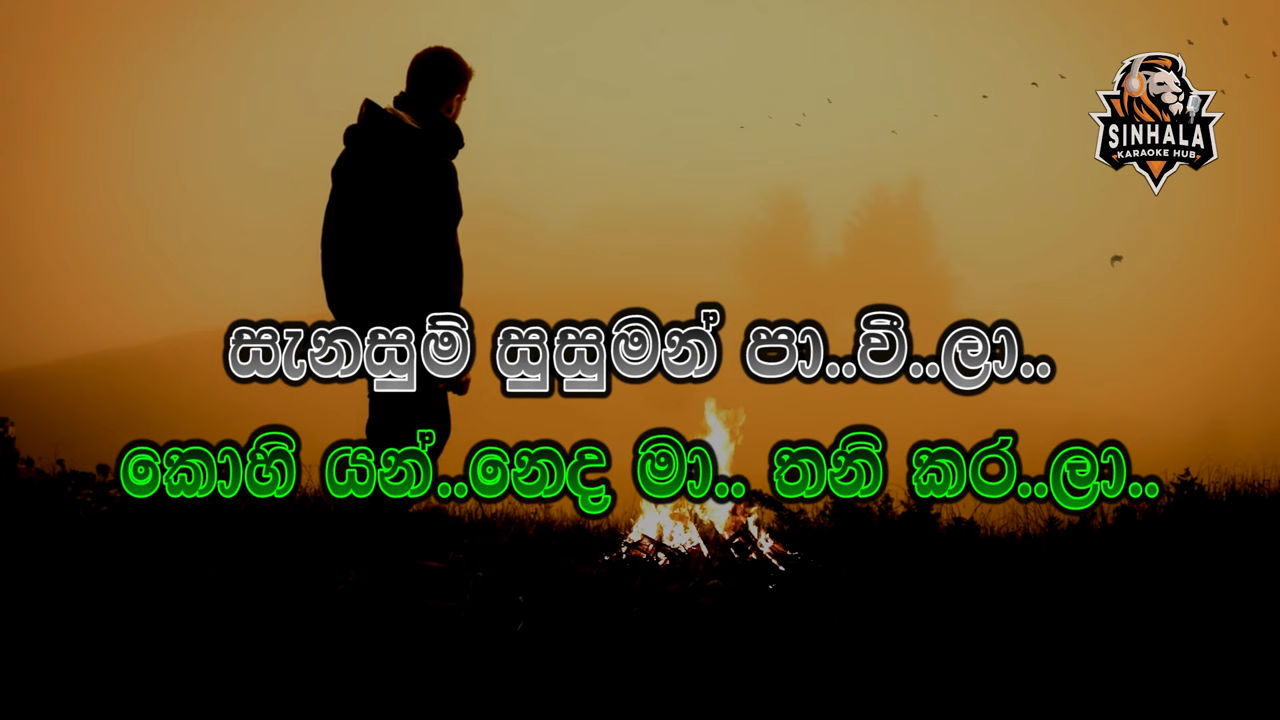 SINHALA
KARAOKE HUB
සැනසුම් සුසුමන් පා..වී..ලා..
කොහි යන්..නෙද මා.. තනි කර..ලා..